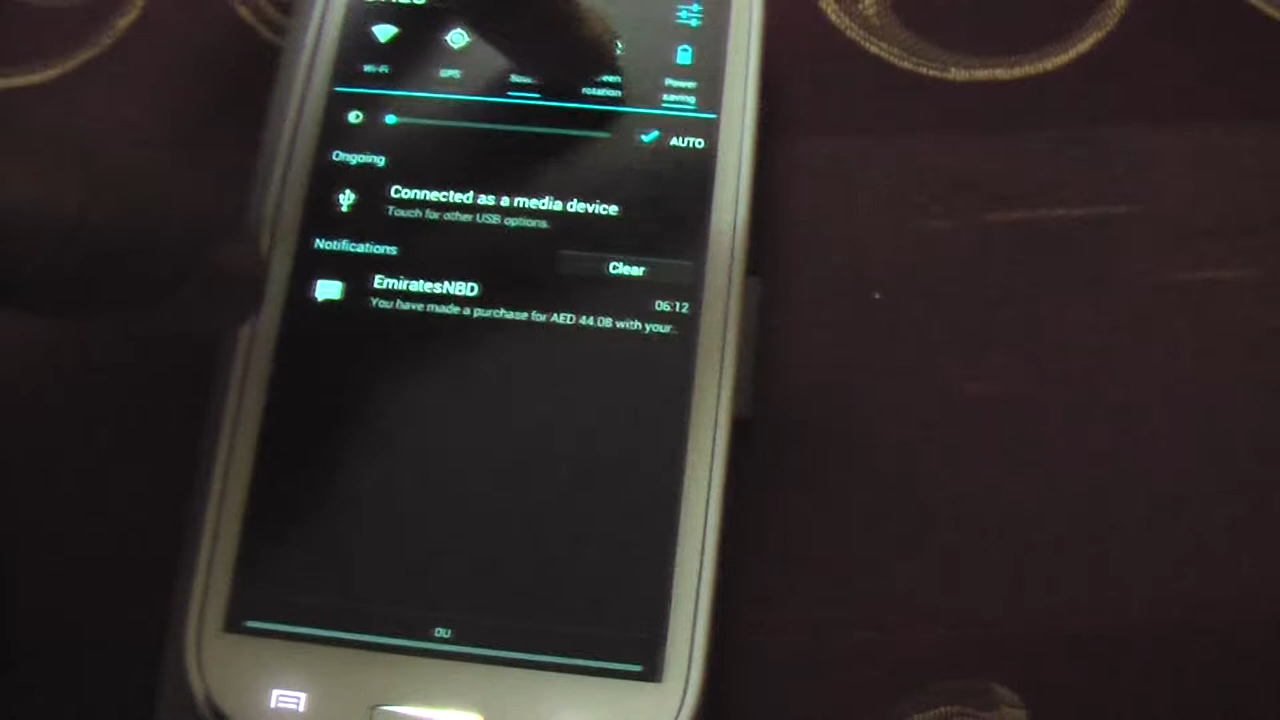 Wi-Fi
GPS
rotation
Power
saving
AUTO
Ongoing
Connected as a media device
Touch for other USB options.
Notifications
Clear
EmiratesNBD
06:12
You have made a purchase for AED 44.08 with your..
DU